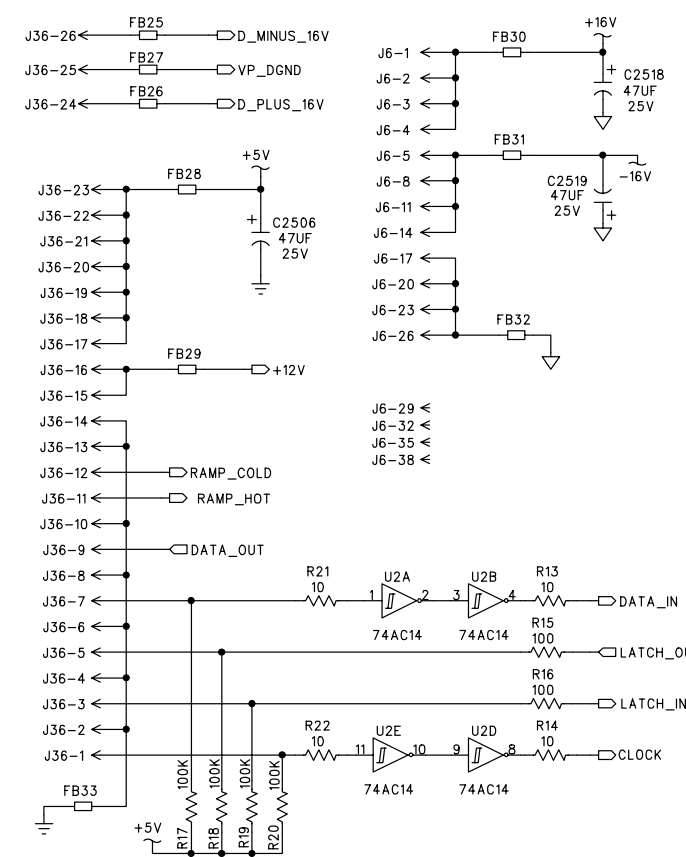 J36-26
FB25
D_MINUS_16V
J36-25
FB27
VP_DGND
J36-24
FB26
D_PLUS_16V
+16V
J6-1
FB30
J6-2
J6-3
J6-4
+
C2518
47UF
25V
J6-5
FB31
-16V
J6-8
J6-11
J6-14
C2519
47UF
25V
+
J6-17
J6-20
J6-23
J6-26
FB32
J6-29
J6-32
J6-35
J6-38
+5V
J36-23
FB28
J36-22
J36-21
J36-20
J36-19
J36-18
J36-17
+
C2506
47UF
25V
J36-16
FB29
+12V
J36-15
J36-14
J36-13
J36-12
RAMP_COLD
J36-11
RAMP_HOT
J36-10
J36-9
DATA_OUT
J36-8
J36-7
R21
10
1
U2A
2
74AC14
3
U2B
4
74AC14
R13
10
DATA_IN
J36-6
J36-5
R15
100
LATCH_OU
J36-4
J36-3
R16
100
LATCH_IN
J36-2
J36-1
R22
10
11
U2E
10
74AC14
9
U2D
8
74AC14
R14
10
CLOCK
FB33
+5V
R17
100K
R18
100K
R19
100K
R20
100K